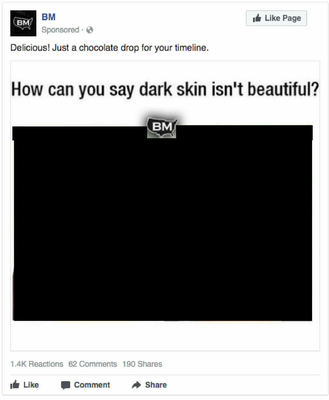 BM
BM
Sponsored ·
Like Page
Delicious! Just a chocolate drop for your timeline.
How can you say dark skin isn't beautiful?
BM
1.4K Reactions 62 Comments 190 Shares
Like Comment Share